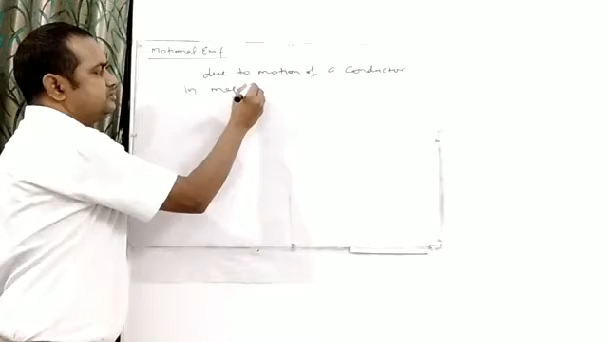 Motional Emf
due to motion of a conductor
in